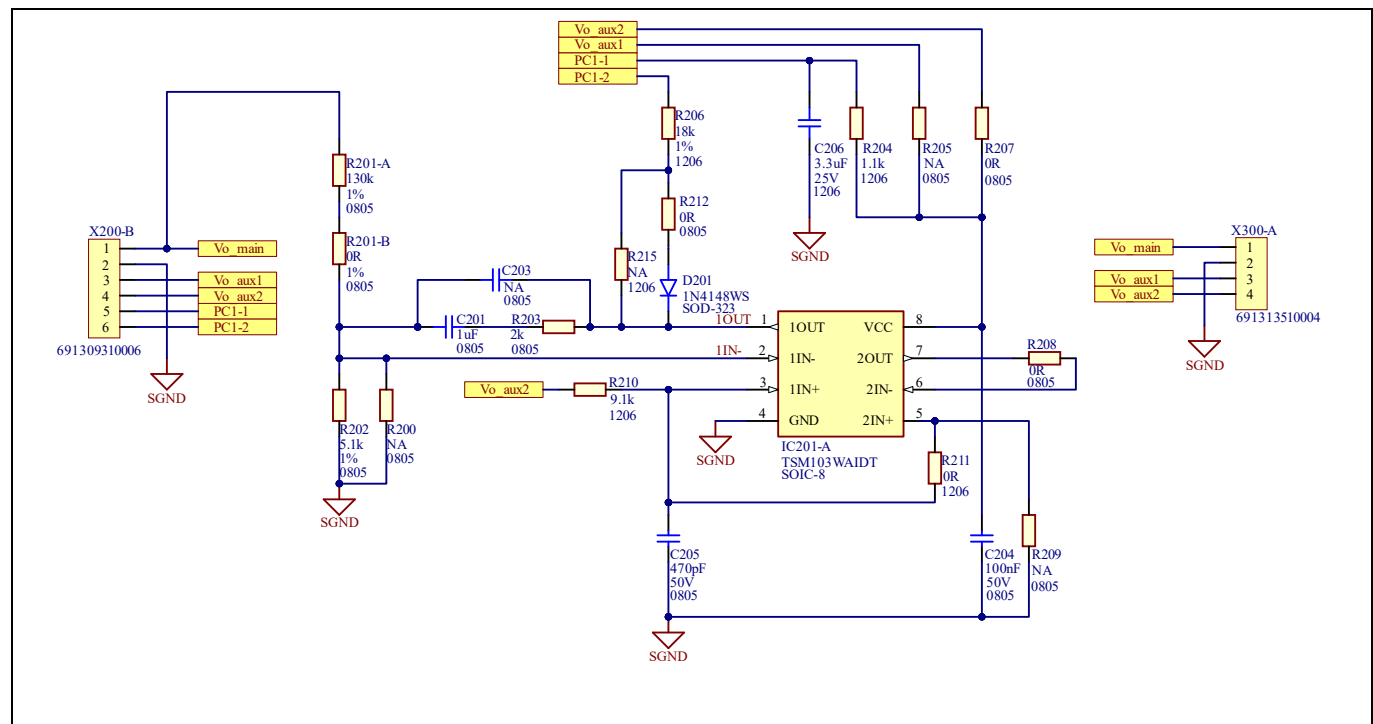 Vo_aux2
Vo_aux1
PC1-1
PC1-2
R206
18k
1%
1206
C206
3.3uF
25V
1206
R204
1.1k
1206
R205
NA
0805
R207
0R
0805
R201-A
130k
1%
0805
R212
0R
0805
SGND
X200-B
1
2
3
4
5
6
691309310006
Vo_main
Vo_aux1
Vo_aux2
PC1-1
PC1-2
SGND
R201-B
0R
1%
0805
R215
NA
1206
C203
NA
0805
D201
1N4148WS
SOD-323
X300-A
1
2
3
4
691313510004
Vo_main
Vo_aux1
Vo_aux2
SGND
C201
1uF
0805
R203
2k
0805
1OUT
1
1OUT
VCC
8
1IN-
2
1IN-
2OUT
7
3
1IN+
2IN-
6
4
GND
2IN+
5
R208
0R
0805
Vo_aux2
R210
9.1k
1206
SGND
IC201-A
TSM103WAIDT
SOIC-8
R202
5.1k
1%
0805
R200
NA
0805
SGND
R211
0R
1206
C205
470pF
50V
0805
C204
100nF
50V
0805
R209
NA
0805
SGND